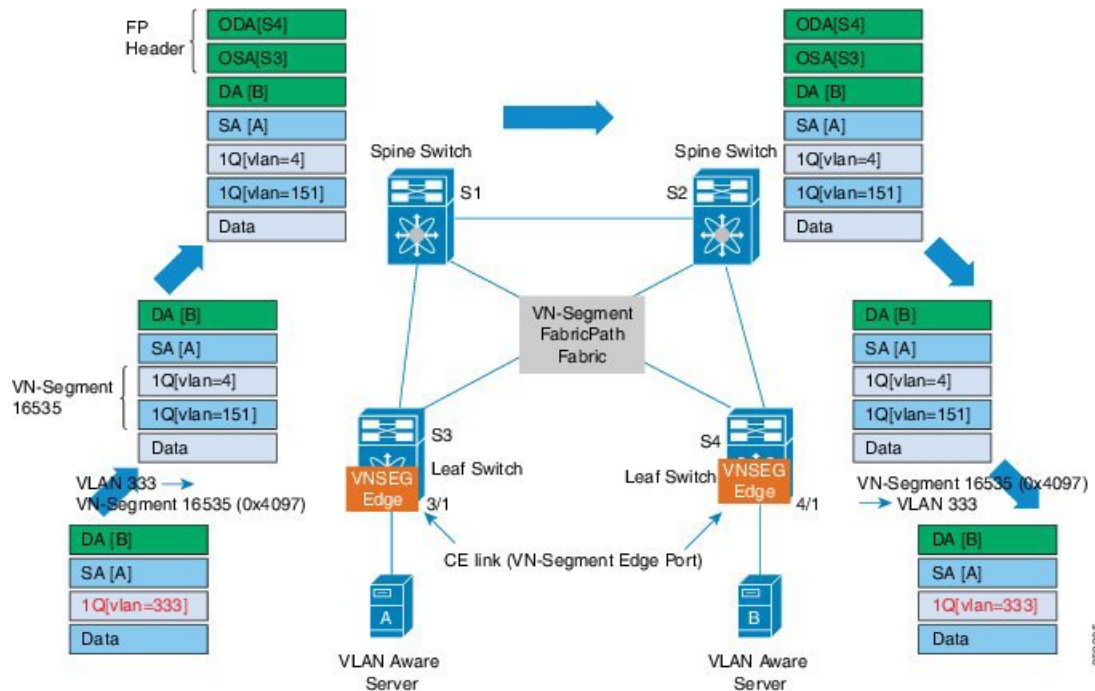 FP
Header
ODA[S4]
OSA[S3]
DA [B]
SA [A]
1Q[vlan=4]
1Q[vlan=151]
Data
ODA[S4]
OSA[S3]
DA [B]
SA [A]
1Q[vlan=4]
1Q[vlan=151]
Data
Spine Switch
S1
Spine Switch
S2
VN-Segment
FabricPath
Fabric
VN-Segment
16535
DA [B]
SA [A]
1Q[vlan=4]
1Q[vlan=151]
Data
DA [B]
SA [A]
1Q[vlan=4]
1Q[vlan=151]
Data
S3
Leaf Switch
VNSEG
Edge
3/1
S4
Leaf Switch
VNSEG
Edge
4/1
VLAN 333
VN-Segment 16535 (0x4097)
VN-Segment 16535 (0x4097)
VLAN 333
CE link (VN-Segment Edge Port)
DA [B]
SA [A]
1Q[vlan=333]
Data
DA [B]
SA [A]
1Q[vlan=333]
Data
A
VLAN Aware
Server
B
VLAN Aware
Server